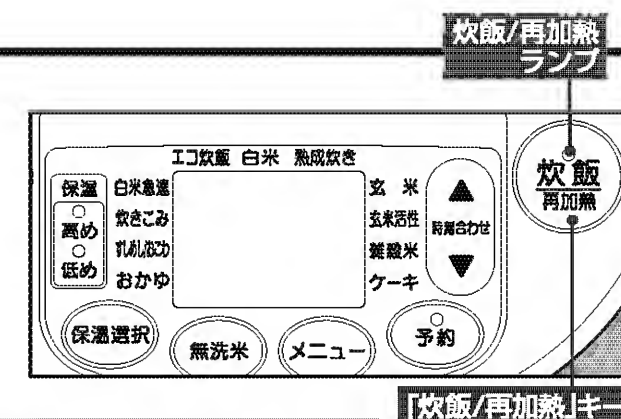 炊飯/再加熱
ランプ
エコ炊飯 白米 熟成炊き
保温
高め
低め
白米急速
炊きこみ
すしめしおこわ
おかゆ
玄米
玄米活性
雑穀米
ケーキ
時刻合わせ
炊飯
再加熱
保温選択
無洗米
メニュー
予約
「炊飯/再加熱」キー